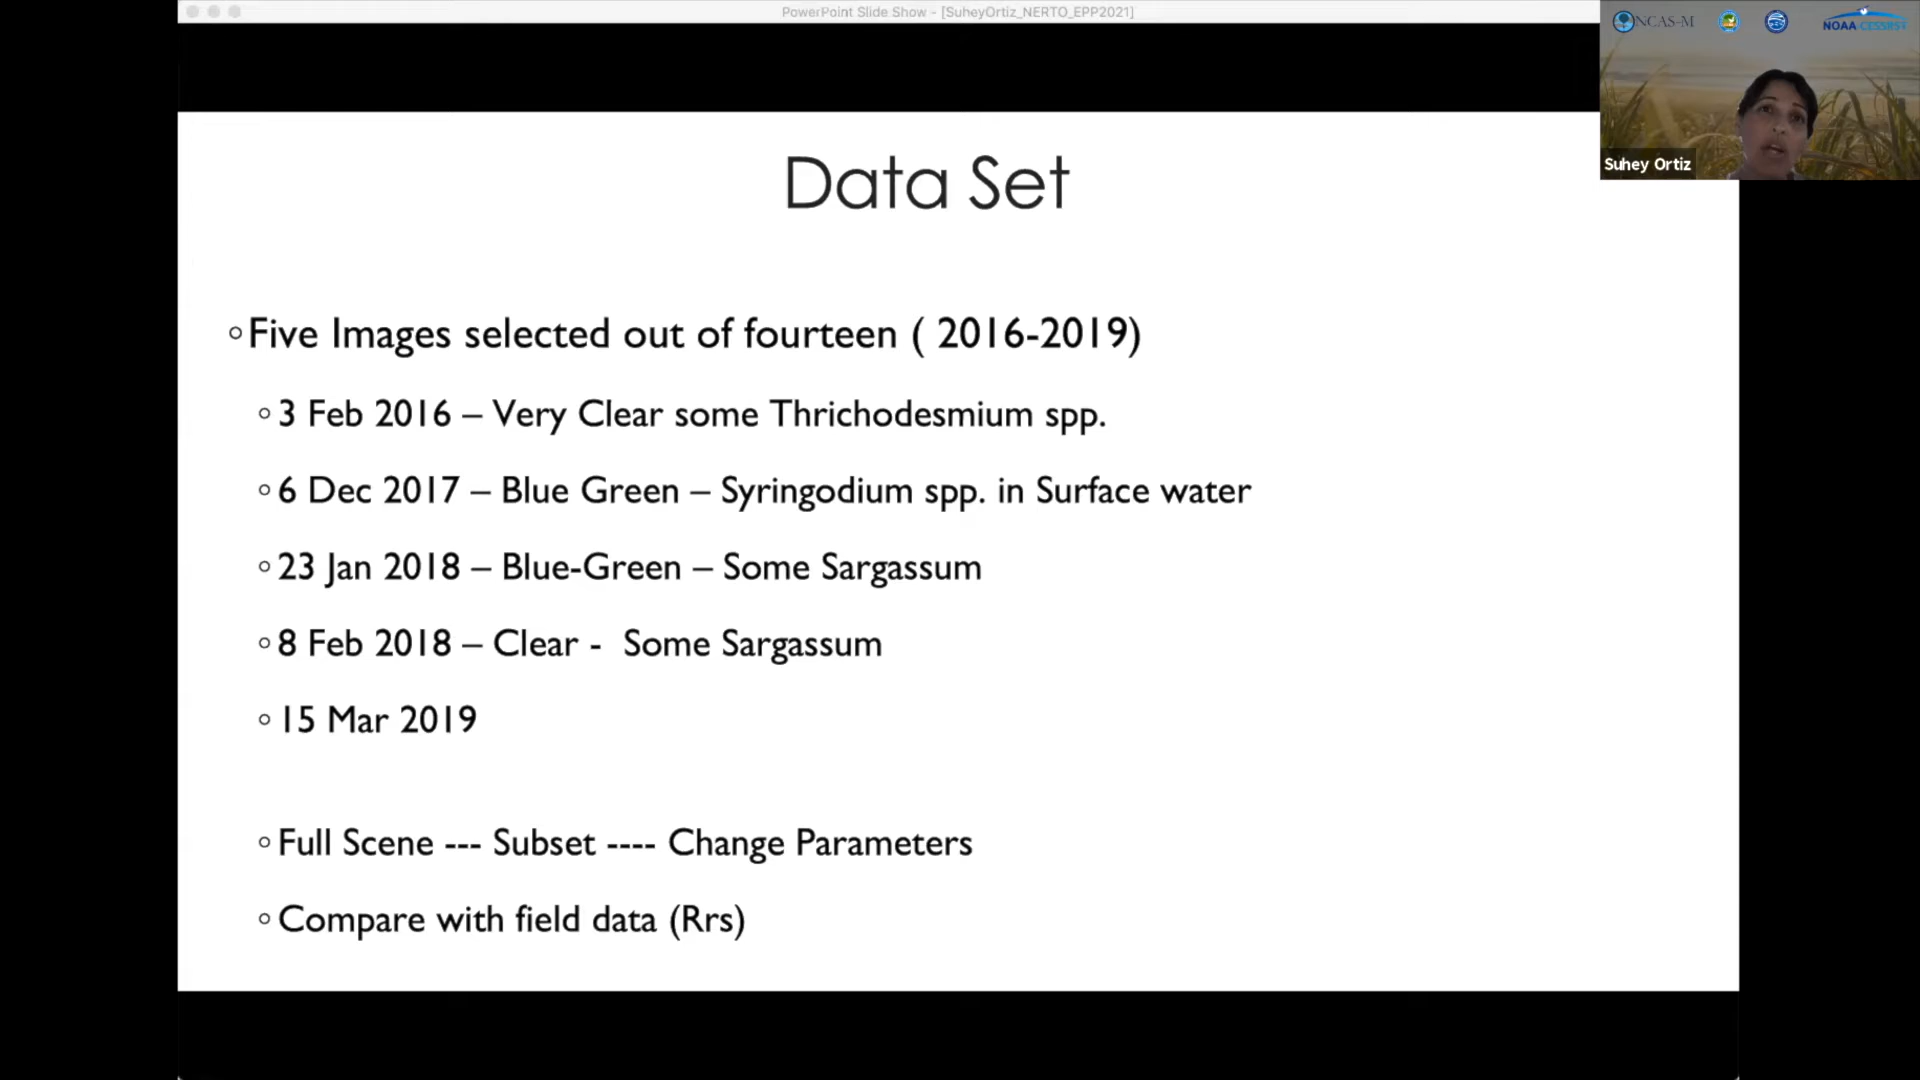 PowerPoint Slide Show - [SuheyOrtiz_NERTO_EPP2021]
NCAS-M
NOAA CESSRST
Suhey Ortiz
Data Set
◦Five Images selected out of fourteen ( 2016-2019)
◦3 Feb 2016 – Very Clear some Thrichodesmium spp.
◦6 Dec 2017 – Blue Green – Syringodium spp. in Surface water
◦23 Jan 2018 – Blue-Green – Some Sargassum
◦8 Feb 2018 – Clear - Some Sargassum
◦15 Mar 2019
◦Full Scene --- Subset ---- Change Parameters
◦Compare with field data (Rrs)